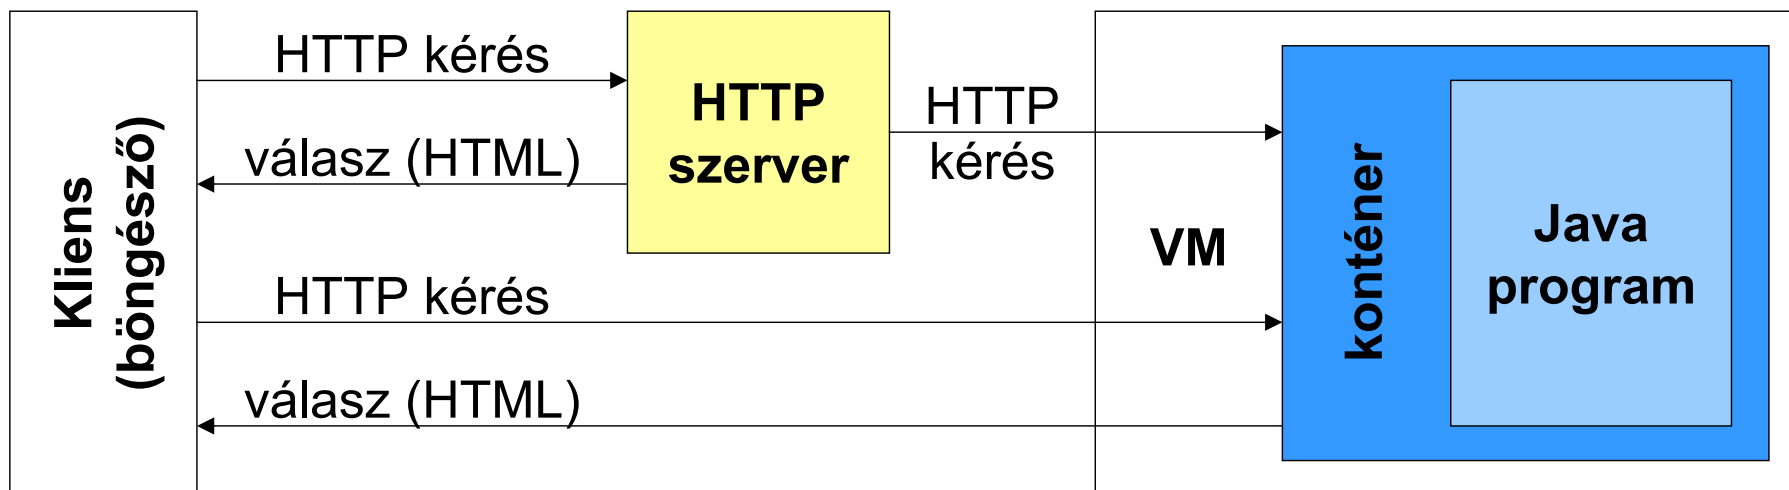 Kliens
(böngésző)
HTTP kérés
válasz (HTML)
HTTP kérés
válasz (HTML)
HTTP
szerver
HTTP
kérés
VM
konténer
Java
program